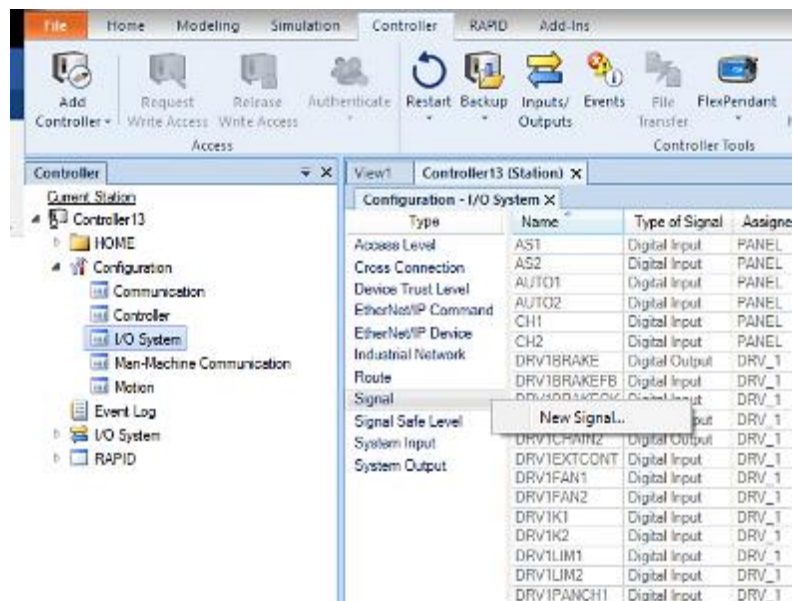 File Home Modeling Simulation Controller RAPID Add-Ins
Add Controller
Request Write Access
Release Write Access
Authenticate
Restart
Backup
Inputs/ Outputs
Events
File Transfer
FlexPendant
Access
Controller Tools
Controller
Current Station
Controller13
HOME
Configuration
Communication
Controller
I/O System
Man-Machine Communication
Motion
Event Log
I/O System
RAPID
View1 Controller13 (Station)
Configuration - I/O System
Type
Access Level
Cross Connection
Device Trust Level
EtherNet/IP Command
EtherNet/IP Device
Industrial Network
Route
Signal
Signal Safe Level
System Input
System Output
New Signal...
Name Type of Signal Assigne
AS1 Digital Input PANEL
AS2 Digital Input PANEL
AUTO1 Digital Input PANEL
AUTO2 Digital Input PANEL
CH1 Digital Input PANEL
CH2 Digital Input PANEL
DRV1BRAKE Digital Output DRV_1
DRV1BRAKEFB Digital Input DRV_1
DRV_1
put DRV_1
DRV1CHAIN2 Digital Output DRV_1
DRV1EXTCONT Digital Input DRV_1
DRV1FAN1 Digital Input DRV_1
DRV1FAN2 Digital Input DRV_1
DRV1K1 Digital Input DRV_1
DRV1K2 Digital Input DRV_1
DRV1LIM1 Digital Input DRV_1
DRV1LIM2 Digital Input DRV_1
DRV1PANCH1 Digital Input DRV_1